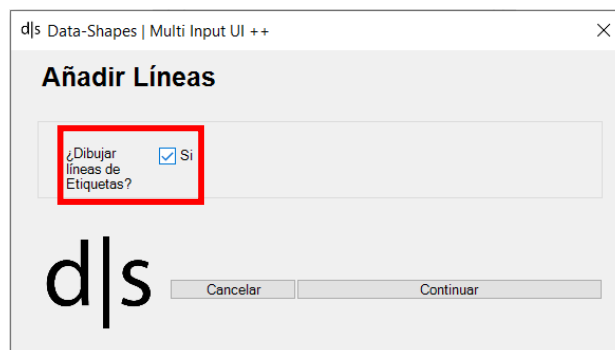 d|s Data-Shapes | Multi Input UI ++
Añadir Líneas
¿Dibujar
líneas de
Etiquetas?
Si
d|s
Cancelar
Continuar